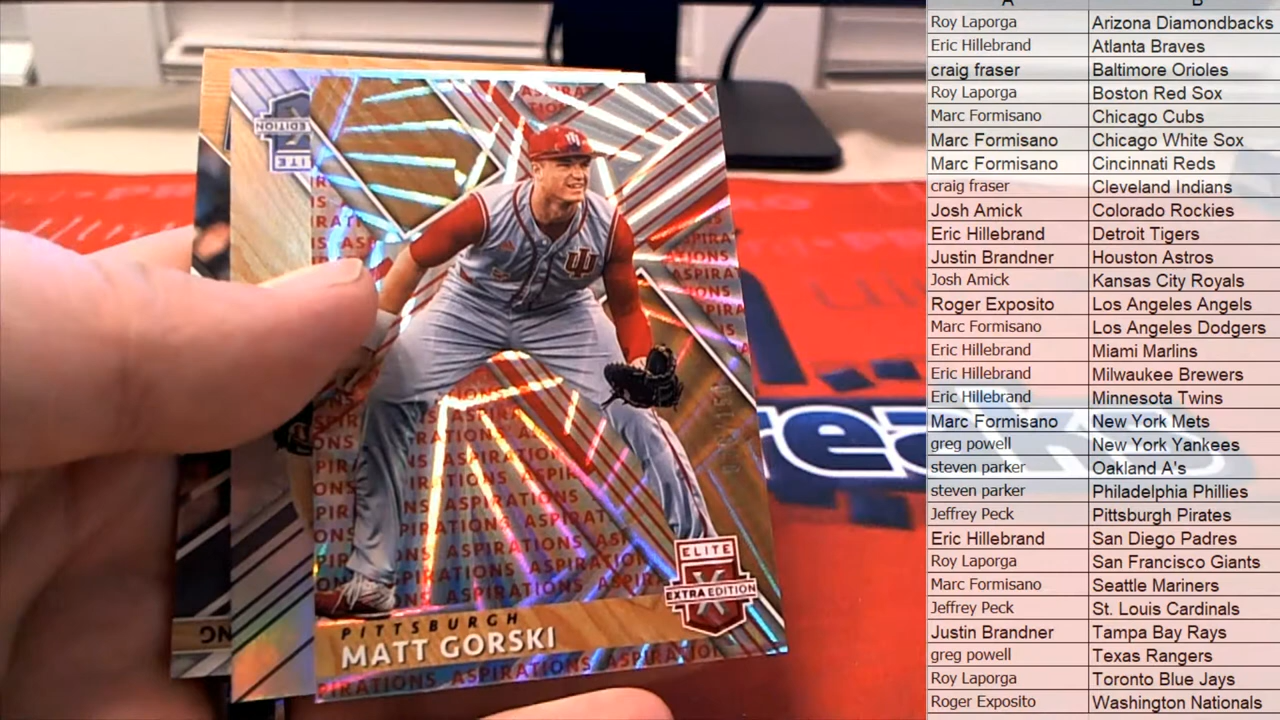 A B
Roy Laporga Arizona Diamondbacks
Eric Hillebrand Atlanta Braves
craig fraser Baltimore Orioles
Roy Laporga Boston Red Sox
Marc Formisano Chicago Cubs
Marc Formisano Chicago White Sox
Marc Formisano Cincinnati Reds
craig fraser Cleveland Indians
Josh Amick Colorado Rockies
Eric Hillebrand Detroit Tigers
Justin Brandner Houston Astros
Josh Amick Kansas City Royals
Roger Exposito Los Angeles Angels
Marc Formisano Los Angeles Dodgers
Eric Hillebrand Miami Marlins
Eric Hillebrand Milwaukee Brewers
Eric Hillebrand Minnesota Twins
Marc Formisano New York Mets
greg powell New York Yankees
steven parker Oakland A's
steven parker Philadelphia Phillies
Jeffrey Peck Pittsburgh Pirates
Eric Hillebrand San Diego Padres
Roy Laporga San Francisco Giants
Marc Formisano Seattle Mariners
Jeffrey Peck St. Louis Cardinals
Justin Brandner Tampa Bay Rays
greg powell Texas Rangers
Roy Laporga Toronto Blue Jays
Roger Exposito Washington Nationals
ELITE
X
EXTRA EDITION
PITTSBURGH
MATT GORSKI
ASPIRATIONS ASPIRATIONS